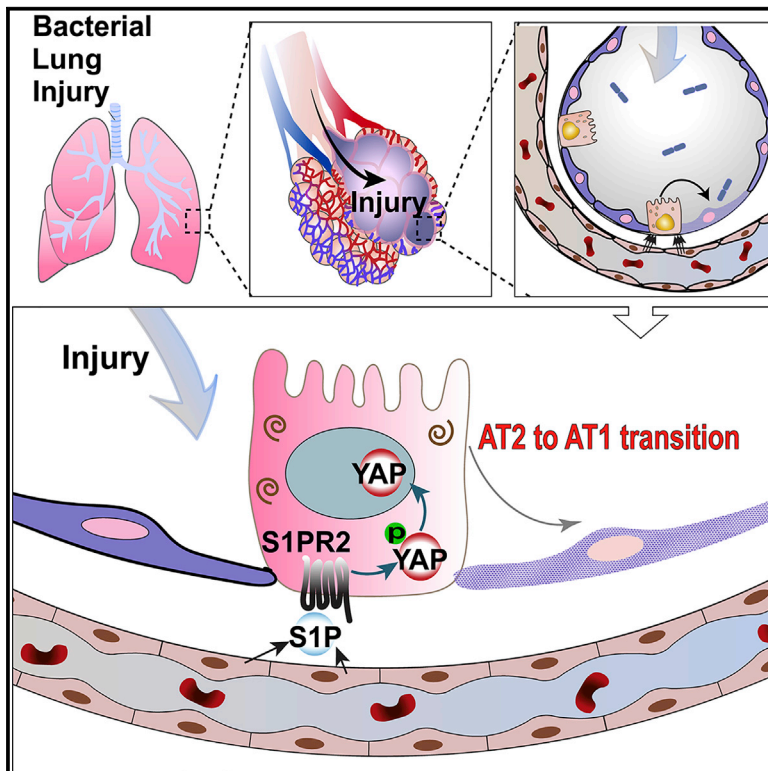 Bacterial
Lung
Injury
Injury
Injury
AT2 to AT1 transition
YAP
S1PR2
p
YAP
S1P